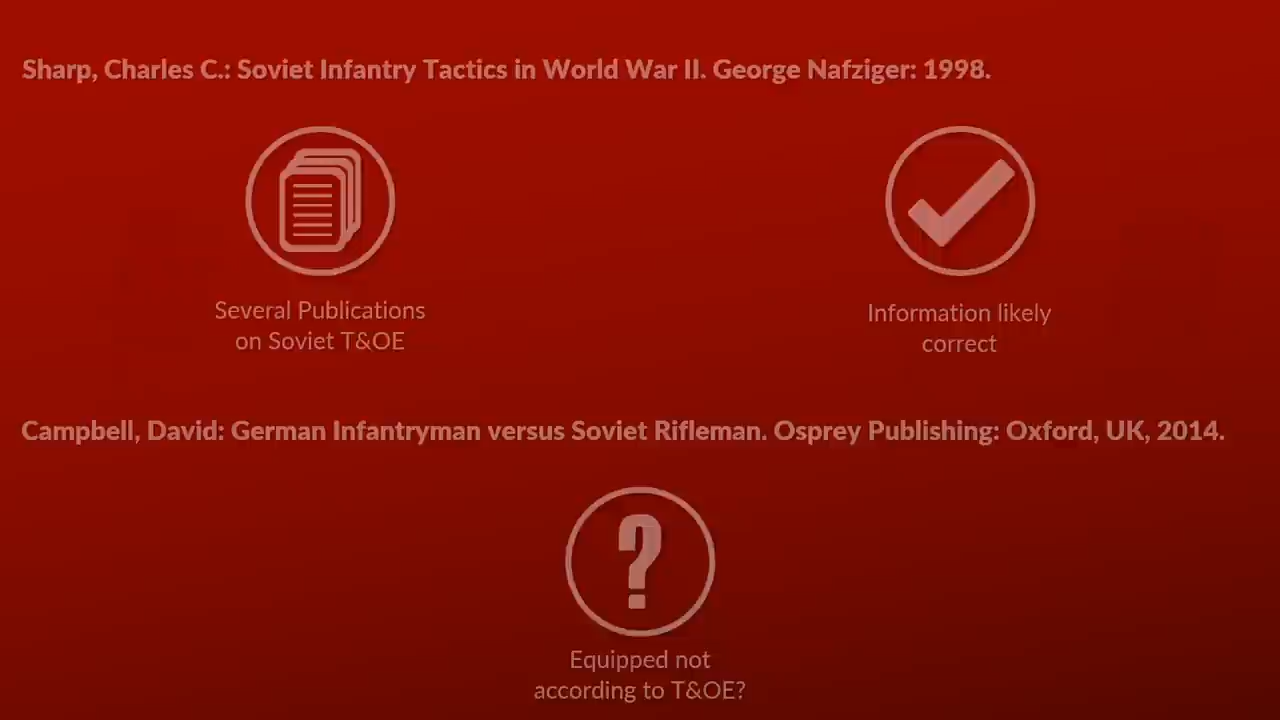 Sharp, Charles C.: Soviet Infantry Tactics in World War II. George Nafziger: 1998.
Several Publications
on Soviet T&OE
Information likely
correct
Campbell, David: German Infantryman versus Soviet Rifleman. Osprey Publishing: Oxford, UK, 2014.
?
Equipped not
according to T&OE?